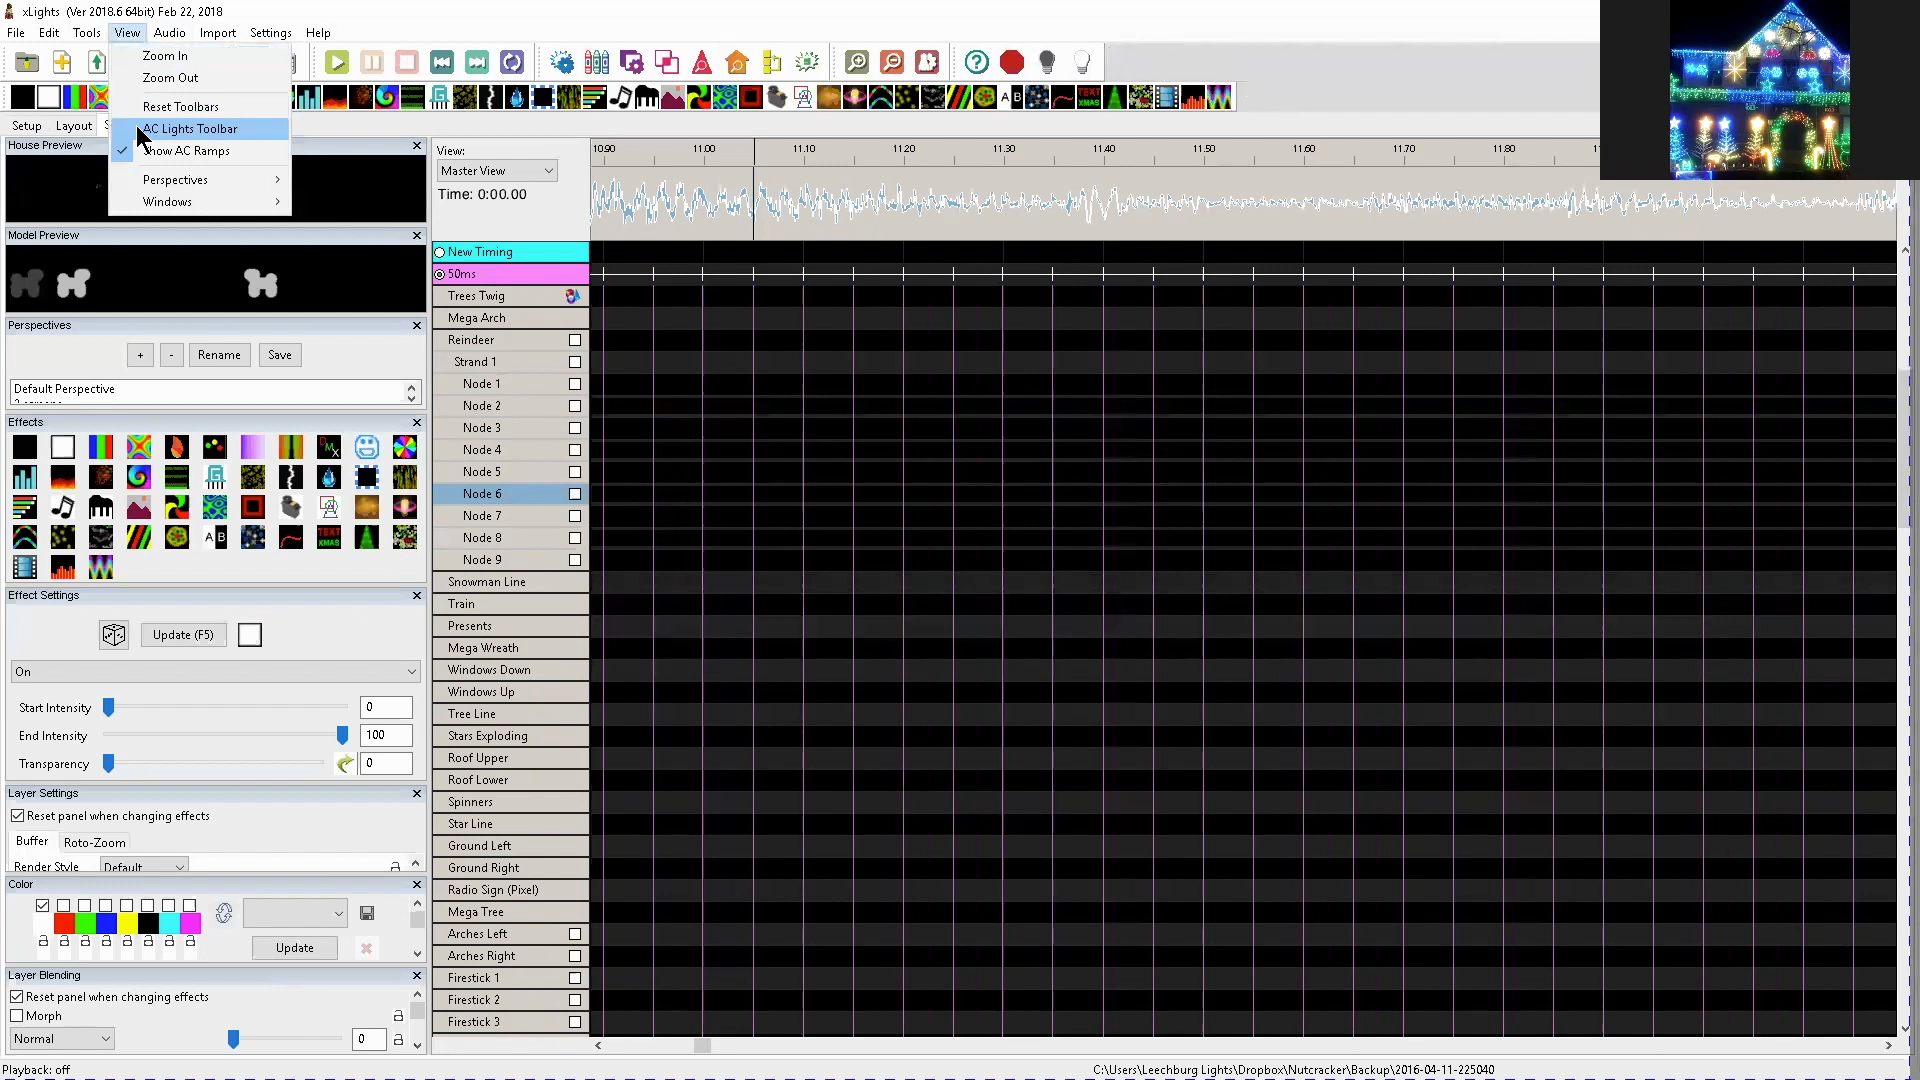 xLights (Ver 2018.6 64bit) Feb 22, 2018
File Edit Tools View Audio Import Settings Help
Zoom In
Zoom Out
Reset Toolbars
AC Lights Toolbar
Show AC Ramps
Perspectives
Windows
Setup Layout S
House Preview
Model Preview
Perspectives
+ - Rename Save
Default Perspective
Effects
Effect Settings
Update (F5)
On
Start Intensity 0
End Intensity 100
Transparency 0
Layer Settings
Reset panel when changing effects
Buffer Roto-Zoom
Render Style Default
Color
Update
Layer Blending
Reset panel when changing effects
Morph
Normal 0
View:
Master View
Time: 0:00.00
10.90 11.00 11.10 11.20 11.30 11.40 11.50 11.60 11.70 11.80
New Timing
50ms
Trees Twig
Mega Arch
Reindeer
Strand 1
Node 1
Node 2
Node 3
Node 4
Node 5
Node 6
Node 7
Node 8
Node 9
Snowman Line
Train
Presents
Mega Wreath
Windows Down
Windows Up
Tree Line
Stars Exploding
Roof Upper
Roof Lower
Spinners
Star Line
Ground Left
Ground Right
Radio Sign (Pixel)
Mega Tree
Arches Left
Arches Right
Firestick 1
Firestick 2
Firestick 3
Playback: off
C:\Users\Leechburg Lights\Dropbox\Nutcracker\Backup\2016-04-11-225040